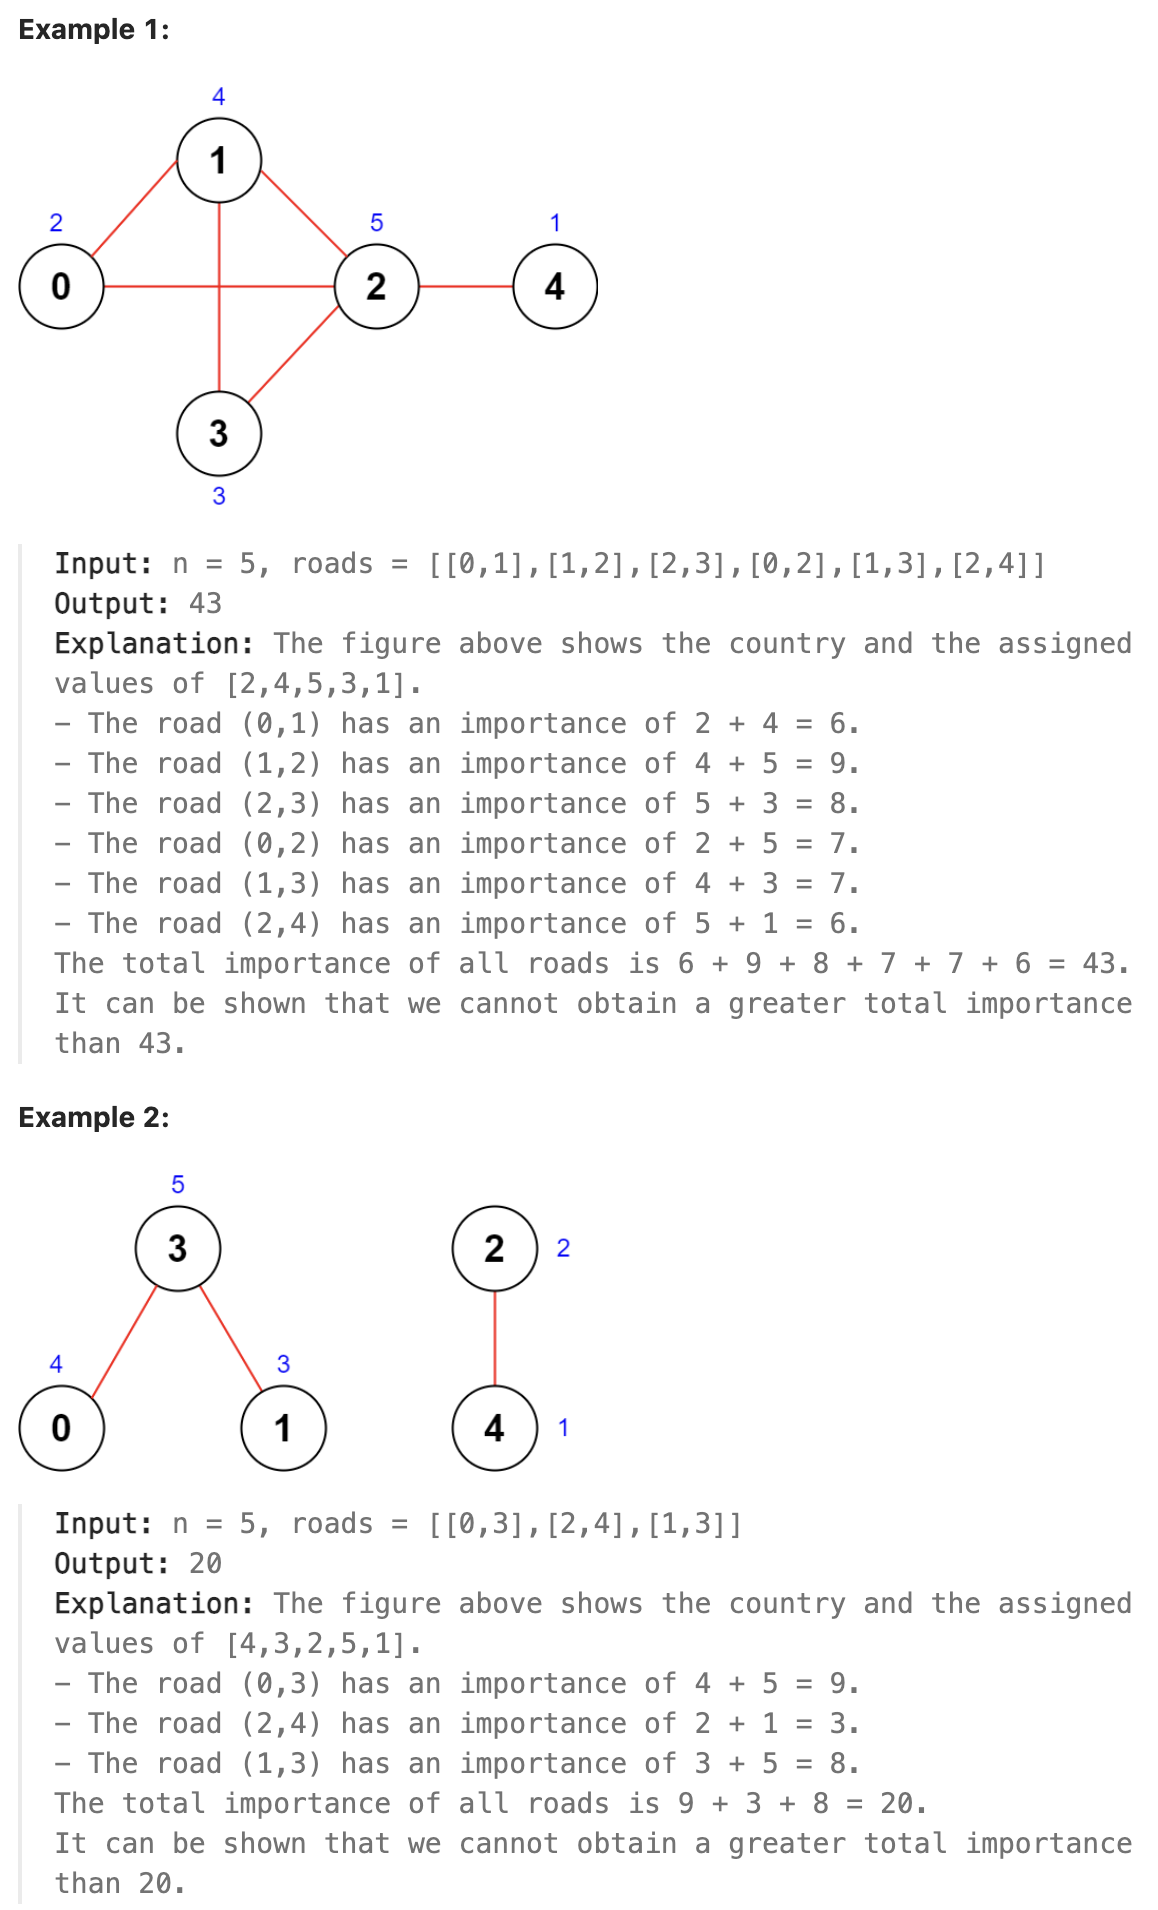 Example 1:
4
1
2
5
1
0
2
4
3
3
Input: n = 5, roads = [[0,1],[1,2],[2,3],[0,2],[1,3],[2,4]]
Output: 43
Explanation: The figure above shows the country and the assigned
values of [2,4,5,3,1].
- The road (0,1) has an importance of 2 + 4 = 6.
- The road (1,2) has an importance of 4 + 5 = 9.
- The road (2,3) has an importance of 5 + 3 = 8.
- The road (0,2) has an importance of 2 + 5 = 7.
- The road (1,3) has an importance of 4 + 3 = 7.
- The road (2,4) has an importance of 5 + 1 = 6.
The total importance of all roads is 6 + 9 + 8 + 7 + 7 + 6 = 43.
It can be shown that we cannot obtain a greater total importance
than 43.
Example 2:
5
3
2
2
4
3
0
1
4
1
Input: n = 5, roads = [[0,3],[2,4],[1,3]]
Output: 20
Explanation: The figure above shows the country and the assigned
values of [4,3,2,5,1].
- The road (0,3) has an importance of 4 + 5 = 9.
- The road (2,4) has an importance of 2 + 1 = 3.
- The road (1,3) has an importance of 3 + 5 = 8.
The total importance of all roads is 9 + 3 + 8 = 20.
It can be shown that we cannot obtain a greater total importance
than 20.